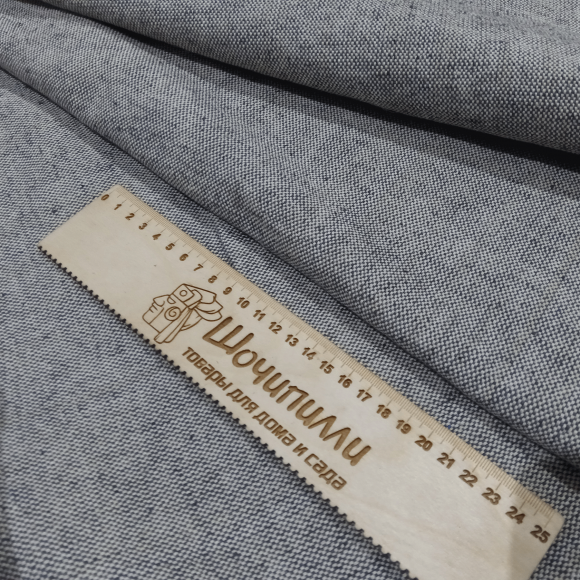 0 1 2 3 4 5 6 7 8 9 10 11 12 13 14 15 16 17 18 19 20 21 22 23 24 25
Шочипилли
товары для дома и сада